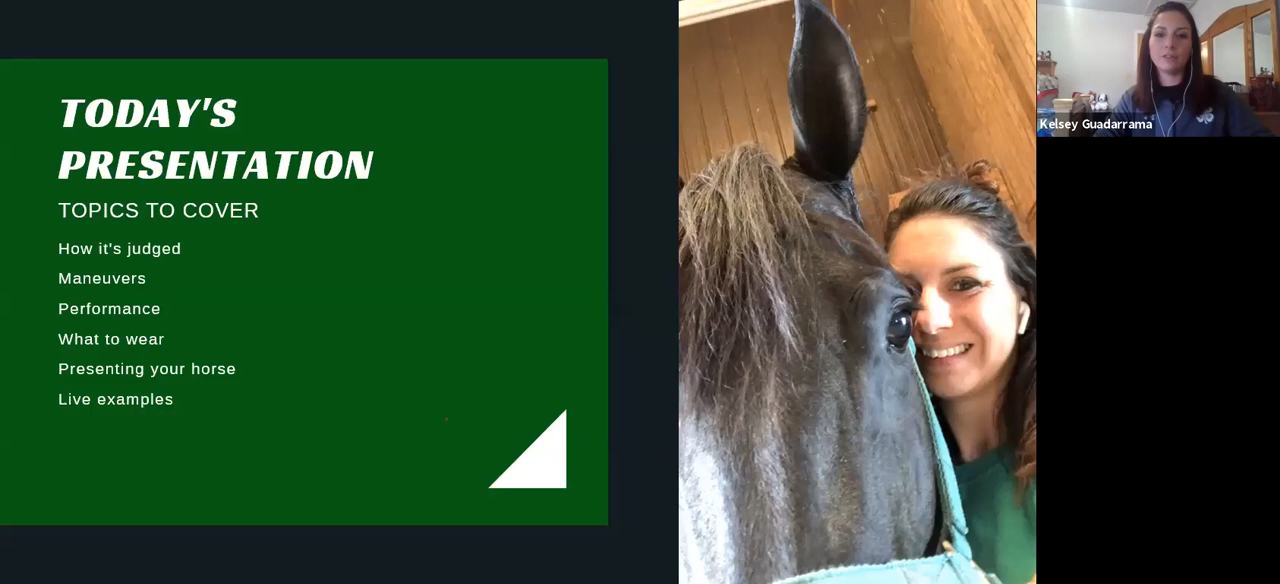 TODAY'S
PRESENTATION
TOPICS TO COVER
How it's judged
Maneuvers
Performance
What to wear
Presenting your horse
Live examples
Kelsey Guadarrama